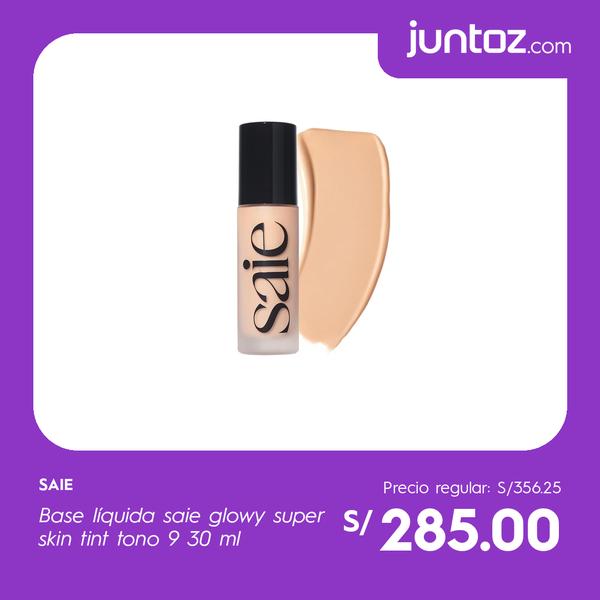 juntoz.com
saie
SAIE
Base líquida saie glowy super
skin tint tono 9 30 ml
Precio regular: S/356.25
S/285.00